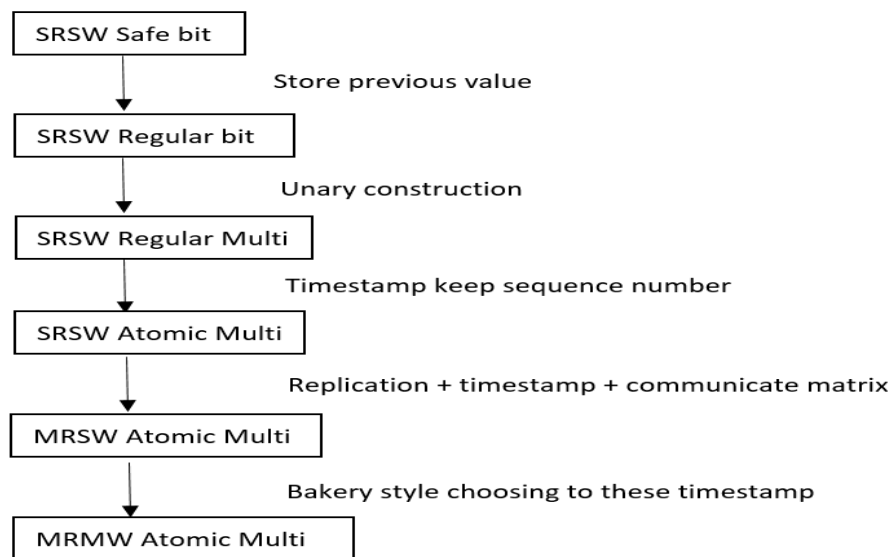 SRSW Safe bit
Store previous value
SRSW Regular bit
Unary construction
SRSW Regular Multi
Timestamp keep sequence number
SRSW Atomic Multi
Replication + timestamp + communicate matrix
MRSW Atomic Multi
Bakery style choosing to these timestamp
MRMW Atomic Multi